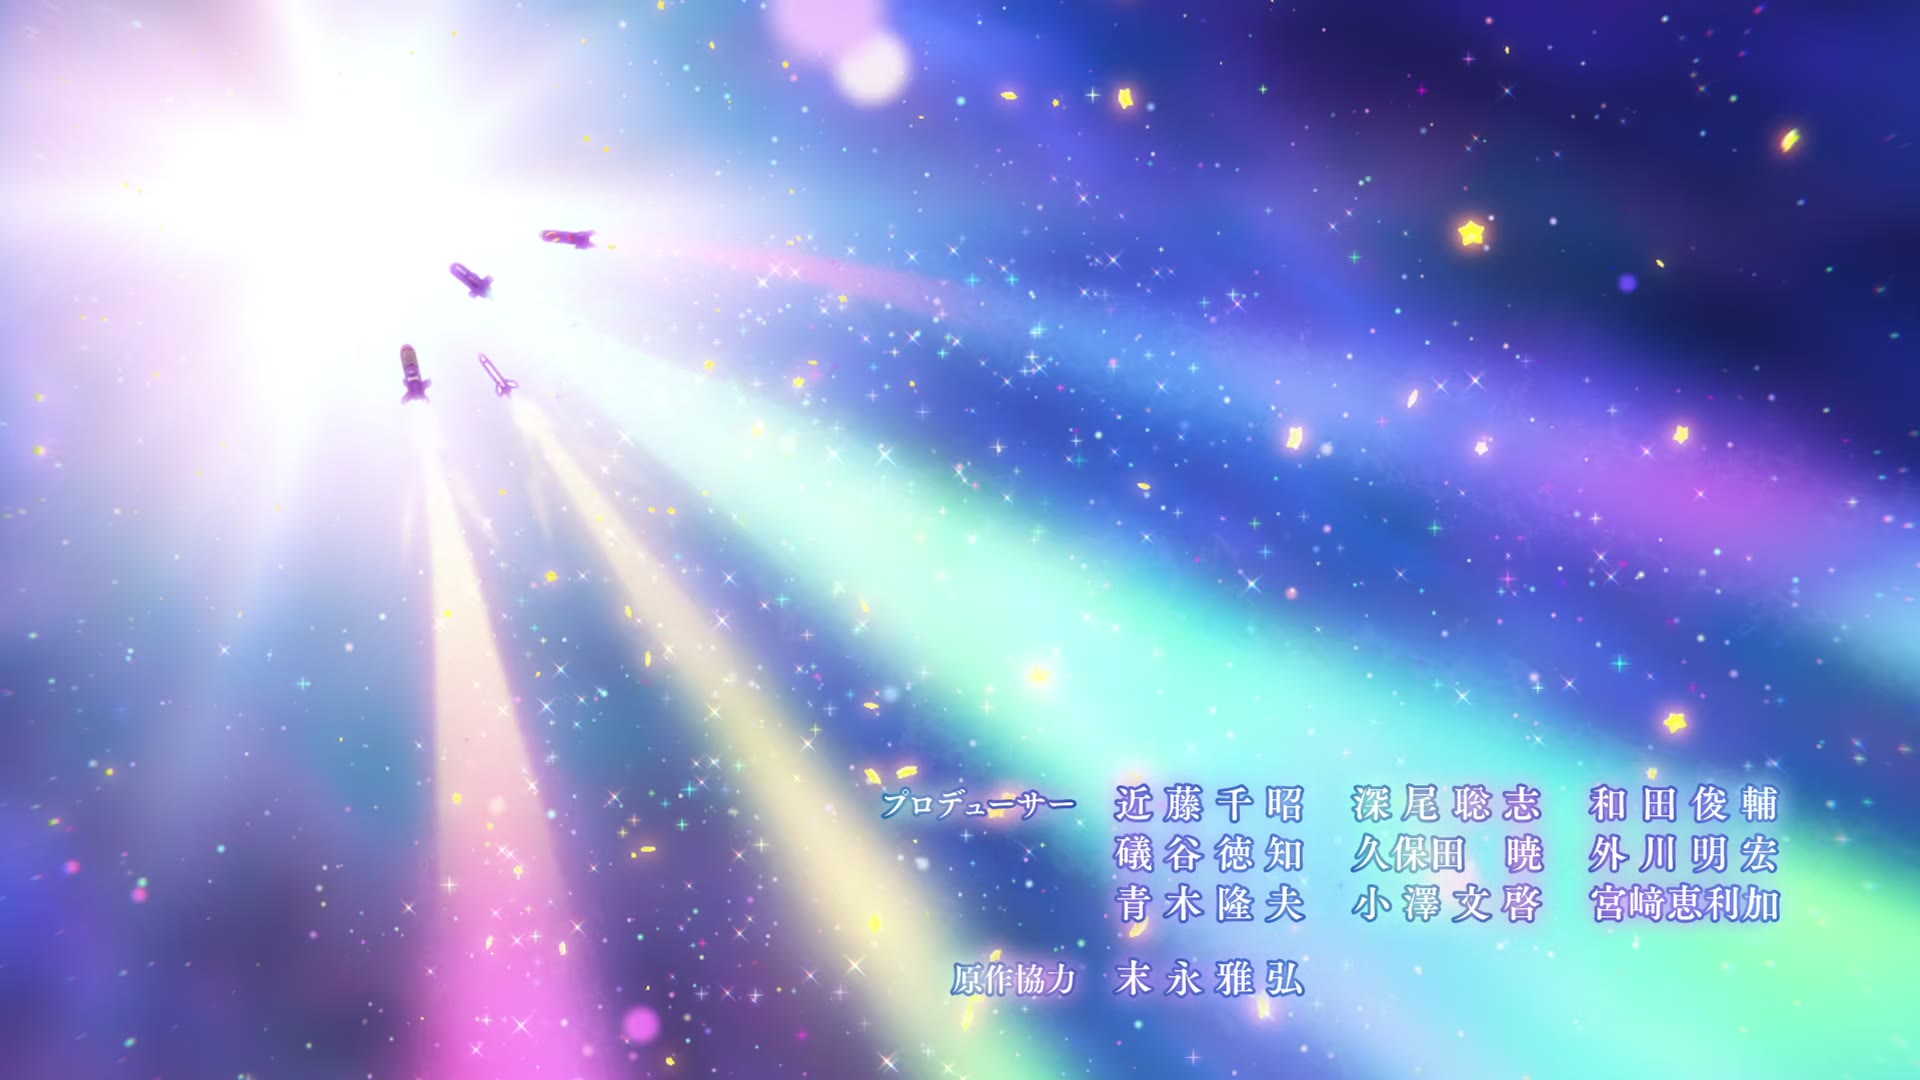 プロデューサー 近藤千昭 深尾聡志 和田俊輔
礒谷徳知 久保田 暁 外川明宏
青木隆夫 小澤文啓 宮﨑恵利加
原作協力 末永雅弘